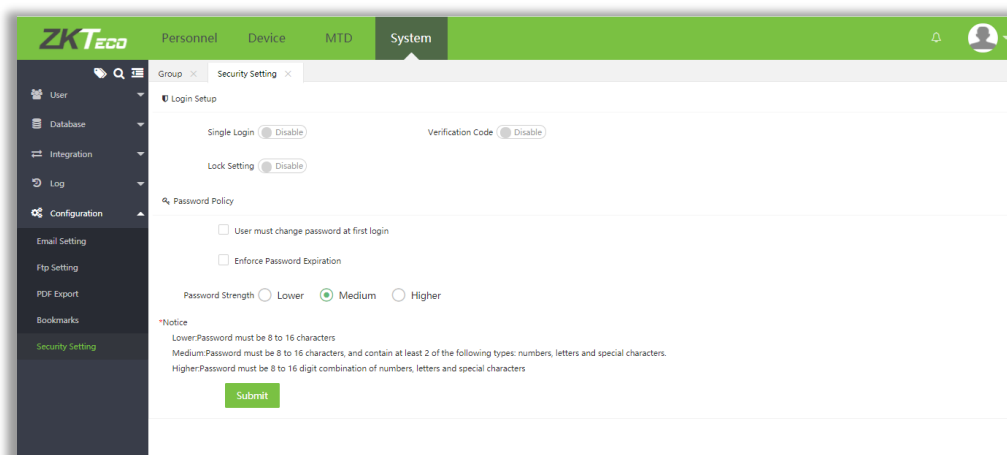 ZKTeco Personnel Device MTD System
Group Security Setting
User
Login Setup
Database
Single Login Disable Verification Code Disable
Integration
Lock Setting Disable
Log
Password Policy
Configuration
User must change password at first login
Email Setting
Enforce Password Expiration
Ftp Setting
PDF Export
Password Strength Lower Medium Higher
Bookmarks
*Notice
Lower:Password must be 8 to 16 characters
Security Setting
Medium:Password must be 8 to 16 characters, and contain at least 2 of the following types: numbers, letters and special characters.
Higher:Password must be 8 to 16 digit combination of numbers, letters and special characters
Submit